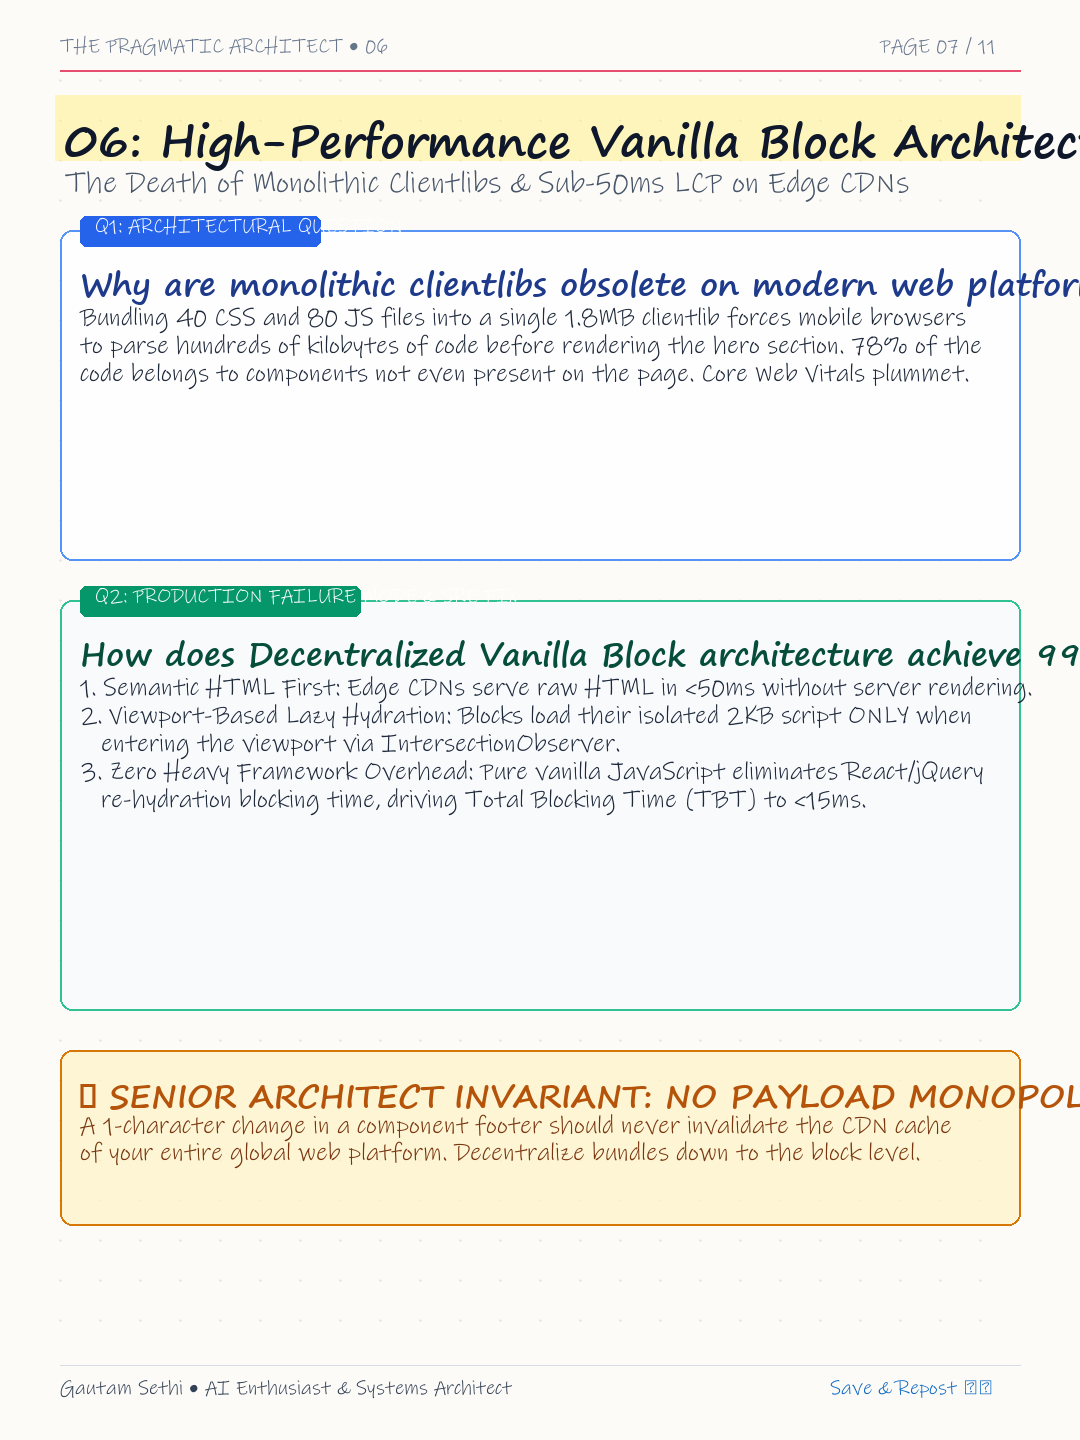 THE PRAGMATIC ARCHITECT • 06
PAGE 07 / 11
06: High-Performance Vanilla Block Architect
The Death of Monolithic Clientlibs & Sub-50ms LCP on Edge CDNs
Q1: ARCHITECTURAL QUESTION
Why are monolithic clientlibs obsolete on modern web platfor
Bundling 40 CSS and 80 JS files into a single 1.8MB clientlib forces mobile browsers
to parse hundreds of kilobytes of code before rendering the hero section. 78% of the
code belongs to components not even present on the page. Core Web Vitals plummet.
Q2: PRODUCTION FAILURE
How does Decentralized Vanilla Block architecture achieve 99
1. Semantic HTML First: Edge CDNs serve raw HTML in <50ms without server rendering.
2. Viewport-Based Lazy Hydration: Blocks load their isolated 2KB script ONLY when
entering the viewport via IntersectionObserver.
3. Zero Heavy Framework Overhead: Pure vanilla JavaScript eliminates React/jQuery
re-hydration blocking time, driving Total Blocking Time (TBT) to <15ms.
SENIOR ARCHITECT INVARIANT: NO PAYLOAD MONOPOL
A 1-character change in a component footer should never invalidate the CDN cache
of your entire global web platform. Decentralize bundles down to the block level.
Gautam Sethi • AI Enthusiast & Systems Architect
Save & Repost